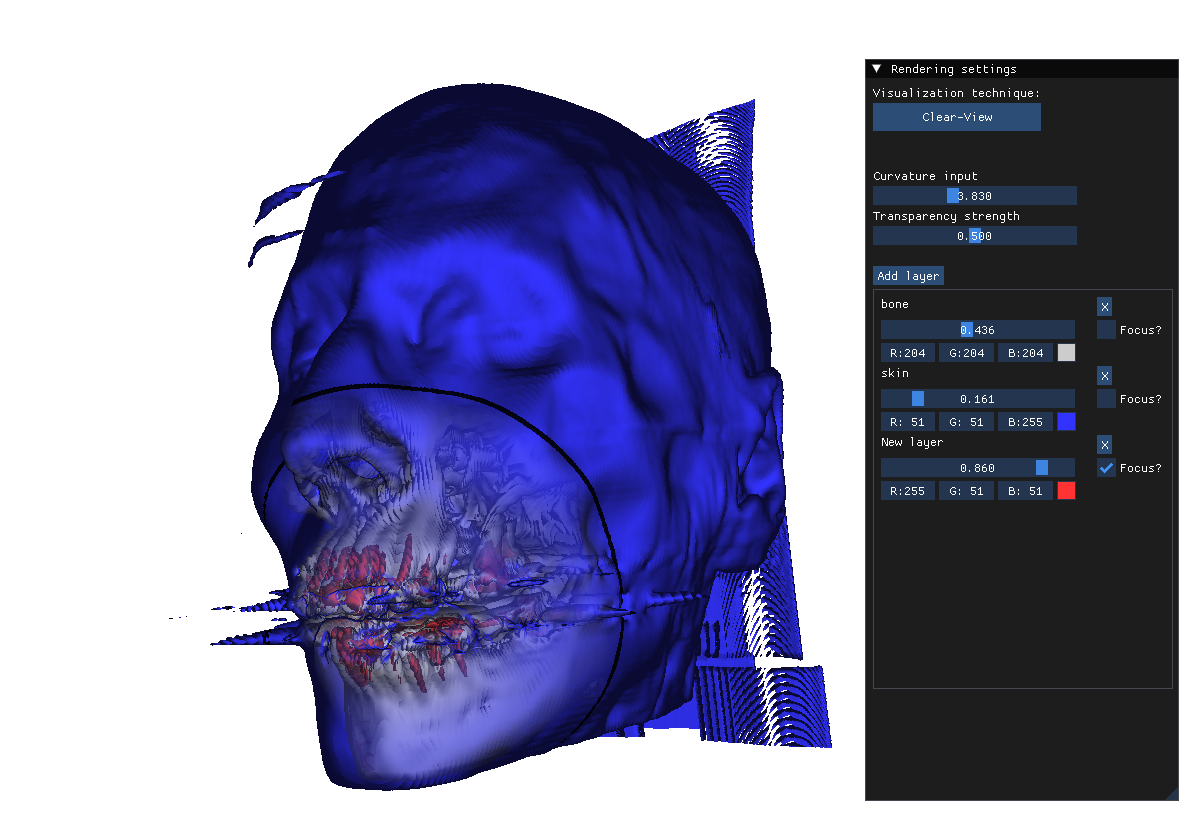 ▼ Rendering settings
Visualization technique:
Clear-View
Curvature input
3.830
Transparency strength
0.500
Add layer
bone
X
0.436
Focus?
R:204 G:204 B:204
skin
X
0.161
Focus?
R: 51 G: 51 B:255
New layer
X
0.860
Focus?
R:255 G: 51 B: 51